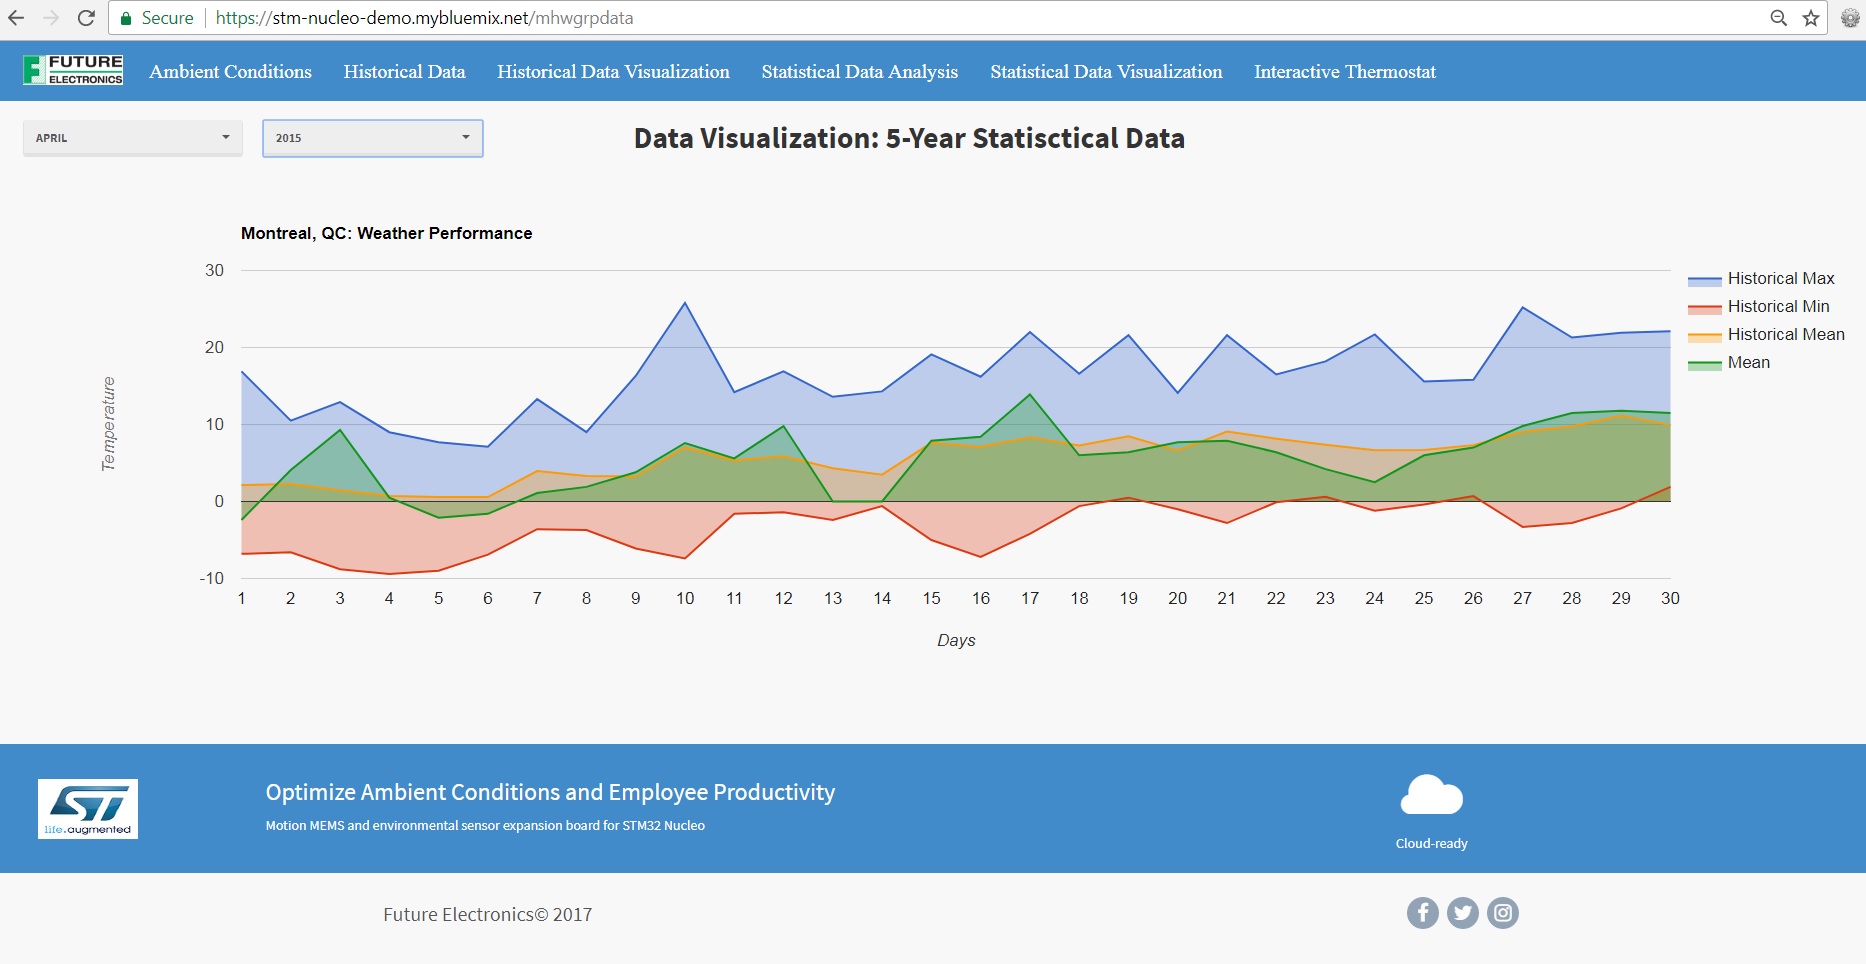 Secure https://stm-nucleo-demo.mybluemix.net/mhwgrpdata
F FUTURE
ELECTRONICS
Ambient Conditions Historical Data Historical Data Visualization Statistical Data Analysis Statistical Data Visualization Interactive Thermostat
APRIL 2015 Data Visualization: 5-Year Statisctical Data
Montreal, QC: Weather Performance
30
20
10
0
-10
Temperature
Historical Max
Historical Min
Historical Mean
Mean
1 2 3 4 5 6 7 8 9 10 11 12 13 14 15 16 17 18 19 20 21 22 23 24 25 26 27 28 29 30
Days
ST
life.augmented
Optimize Ambient Conditions and Employee Productivity
Motion MEMS and environmental sensor expansion board for STM32 Nucleo
Cloud-ready
Future Electronics© 2017